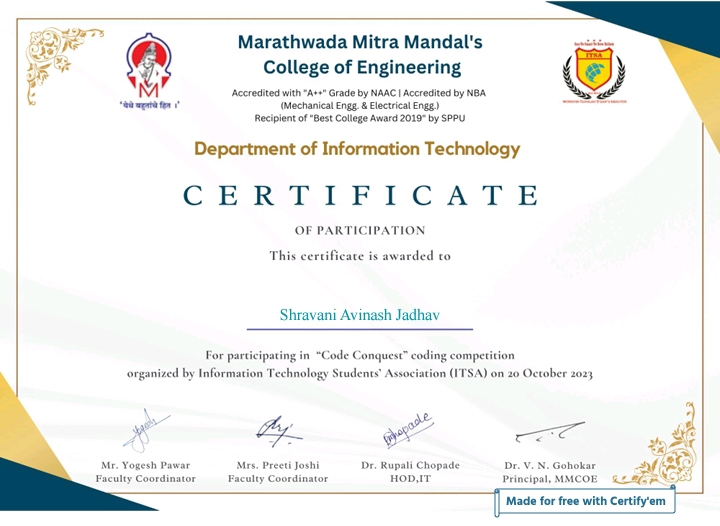 Marathwada Mitra Mandal's
College of Engineering
Accredited with "A++" Grade by NAAC | Accredited by NBA
(Mechanical Engg. & Electrical Engg.)
Recipient of "Best College Award 2019" by SPPU
M
"येथे बहुतांचे हित ।"
ITSA
Department of Information Technology
CERTIFICATE
OF PARTICIPATION
This certificate is awarded to
Shravani Avinash Jadhav
For participating in “Code Conquest” coding competition
organized by Information Technology Students’ Association (ITSA) on 20 October 2023
Mr. Yogesh Pawar
Faculty Coordinator
Mrs. Preeti Joshi
Faculty Coordinator
Dr. Rupali Chopade
HOD,IT
Dr. V. N. Gohokar
Principal, MMCOE
Made for free with Certify'em